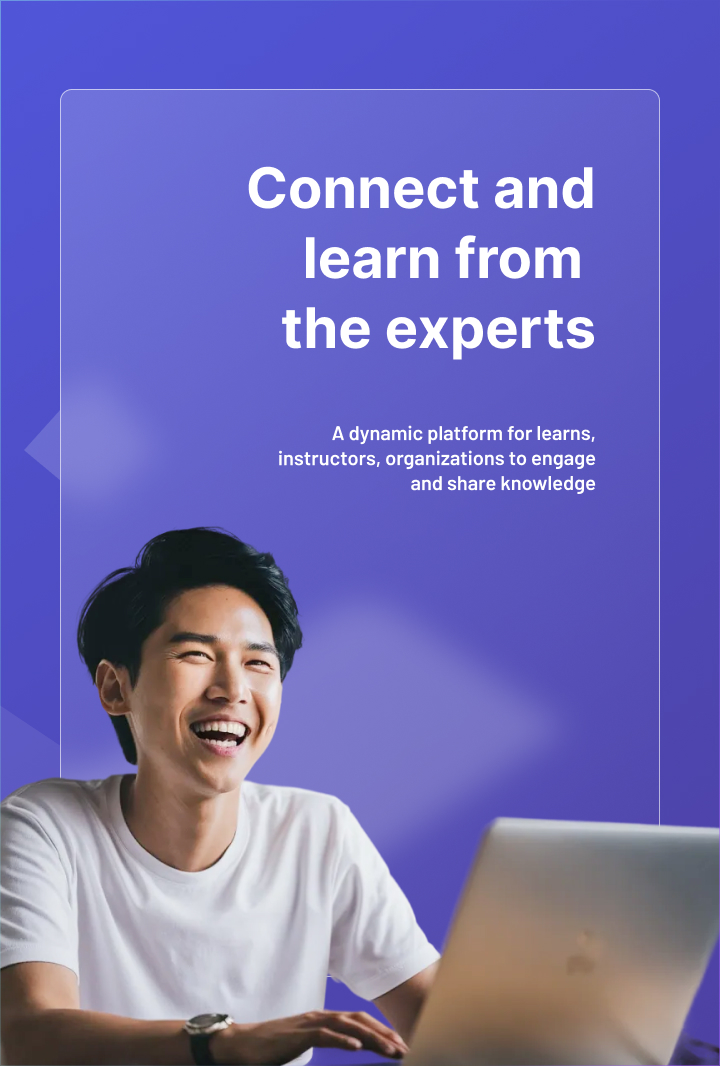 Connect and
learn from
the experts
A dynamic platform for learns,
instructors, organizations to engage
and share knowledge